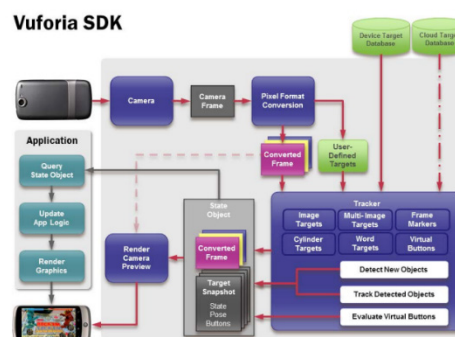 Vuforia SDK
Device Target
Database
Cloud Target
Database
Camera
Camera
Frame
Pixel Format
Conversion
Application
Query
State Object
Update
App Logic
Render
Graphics
Converted
Frame
User-
Defined
Targets
State
Object
Converted
Frame
Target
Snapshot
State
Pose
Buttons
Render
Camera
Preview
Tracker
Image
Targets
Multi-Image
Targets
Frame
Markers
Cylinder
Targets
Word
Targets
Virtual
Buttons
Detect New Objects
Track Detected Objects
Evaluate Virtual Buttons